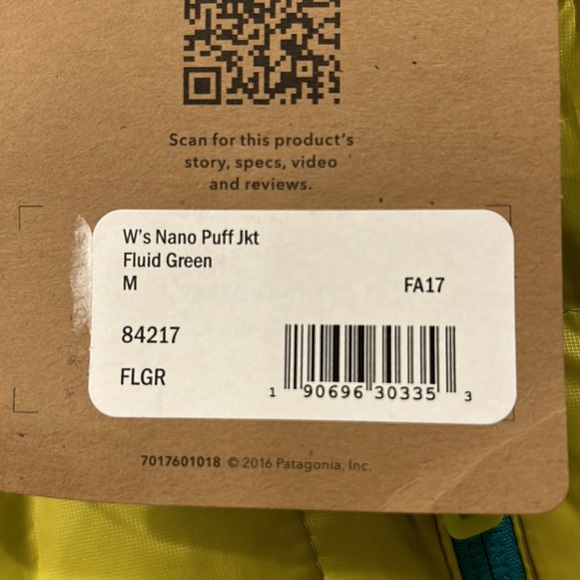 Scan for this product's
story, specs, video
and reviews.
W's Nano Puff Jkt
Fluid Green
M FA17
84217
FLGR
1 90696 30335 3
7017601018 © 2016 Patagonia, Inc.